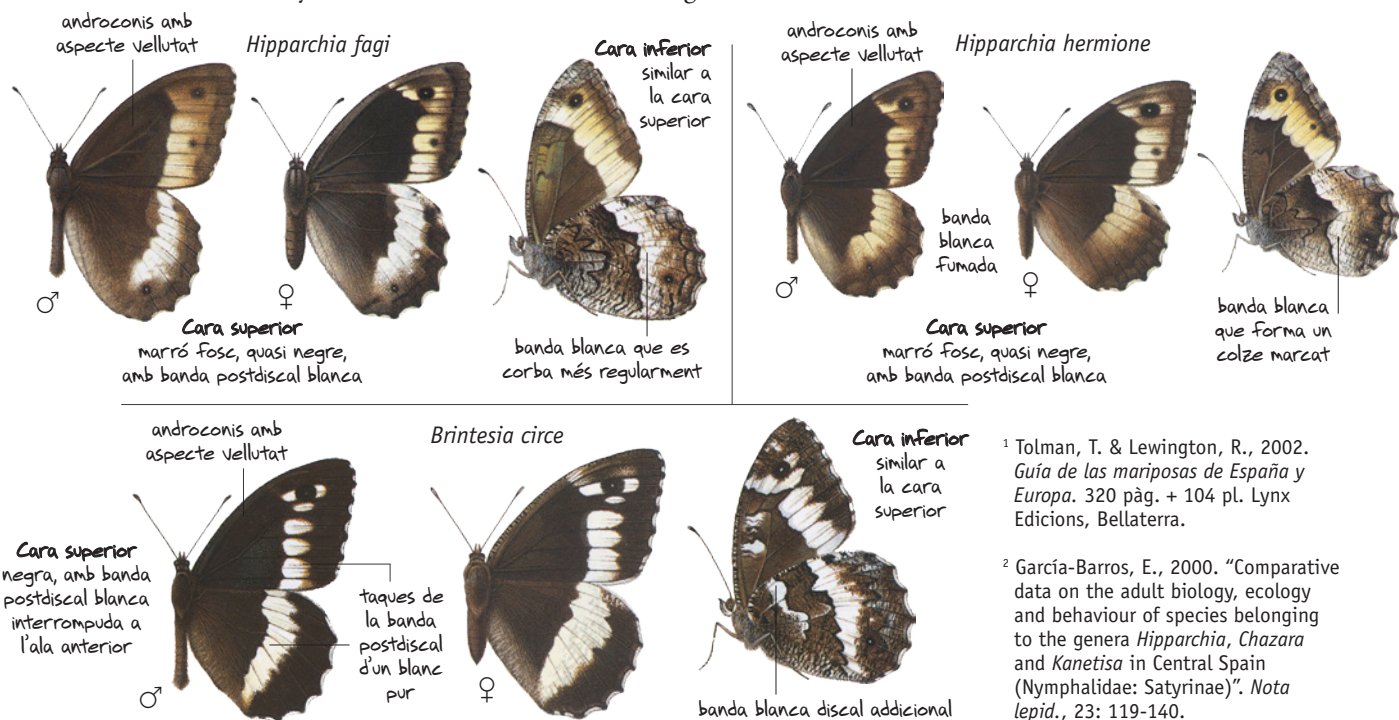 androconis amb
aspecte vellutat
Hipparchia fagi
Cara inferior
similar a
la cara
superior
♂
♀
Cara superior
marró fosc, quasi negre,
amb banda postdiscal blanca
banda blanca que es
corba més regularment
androconis amb
aspecte vellutat
Hipparchia hermione
banda
blanca
fumada
♂
♀
Cara superior
marró fosc, quasi negre,
amb banda postdiscal blanca
banda blanca
que forma un
colze marcat
androconis amb
aspecte vellutat
Brintesia circe
Cara inferior
similar a
la cara
superior
Cara superior
negra, amb banda
postdiscal blanca
interrompuda a
l'ala anterior
taques de
la banda
postdiscal
d'un blanc
pur
♂
♀
banda blanca discal addicional
¹ Tolman, T. & Lewington, R., 2002.
Guía de las mariposas de España y
Europa. 320 pàg. + 104 pl. Lynx
Edicions, Bellaterra.
² García-Barros, E., 2000. “Comparative
data on the adult biology, ecology
and behaviour of species belonging
to the genera Hipparchia, Chazara
and Kanetisa in Central Spain
(Nymphalidae: Satyrinae)”. Nota
lepid., 23: 119-140.